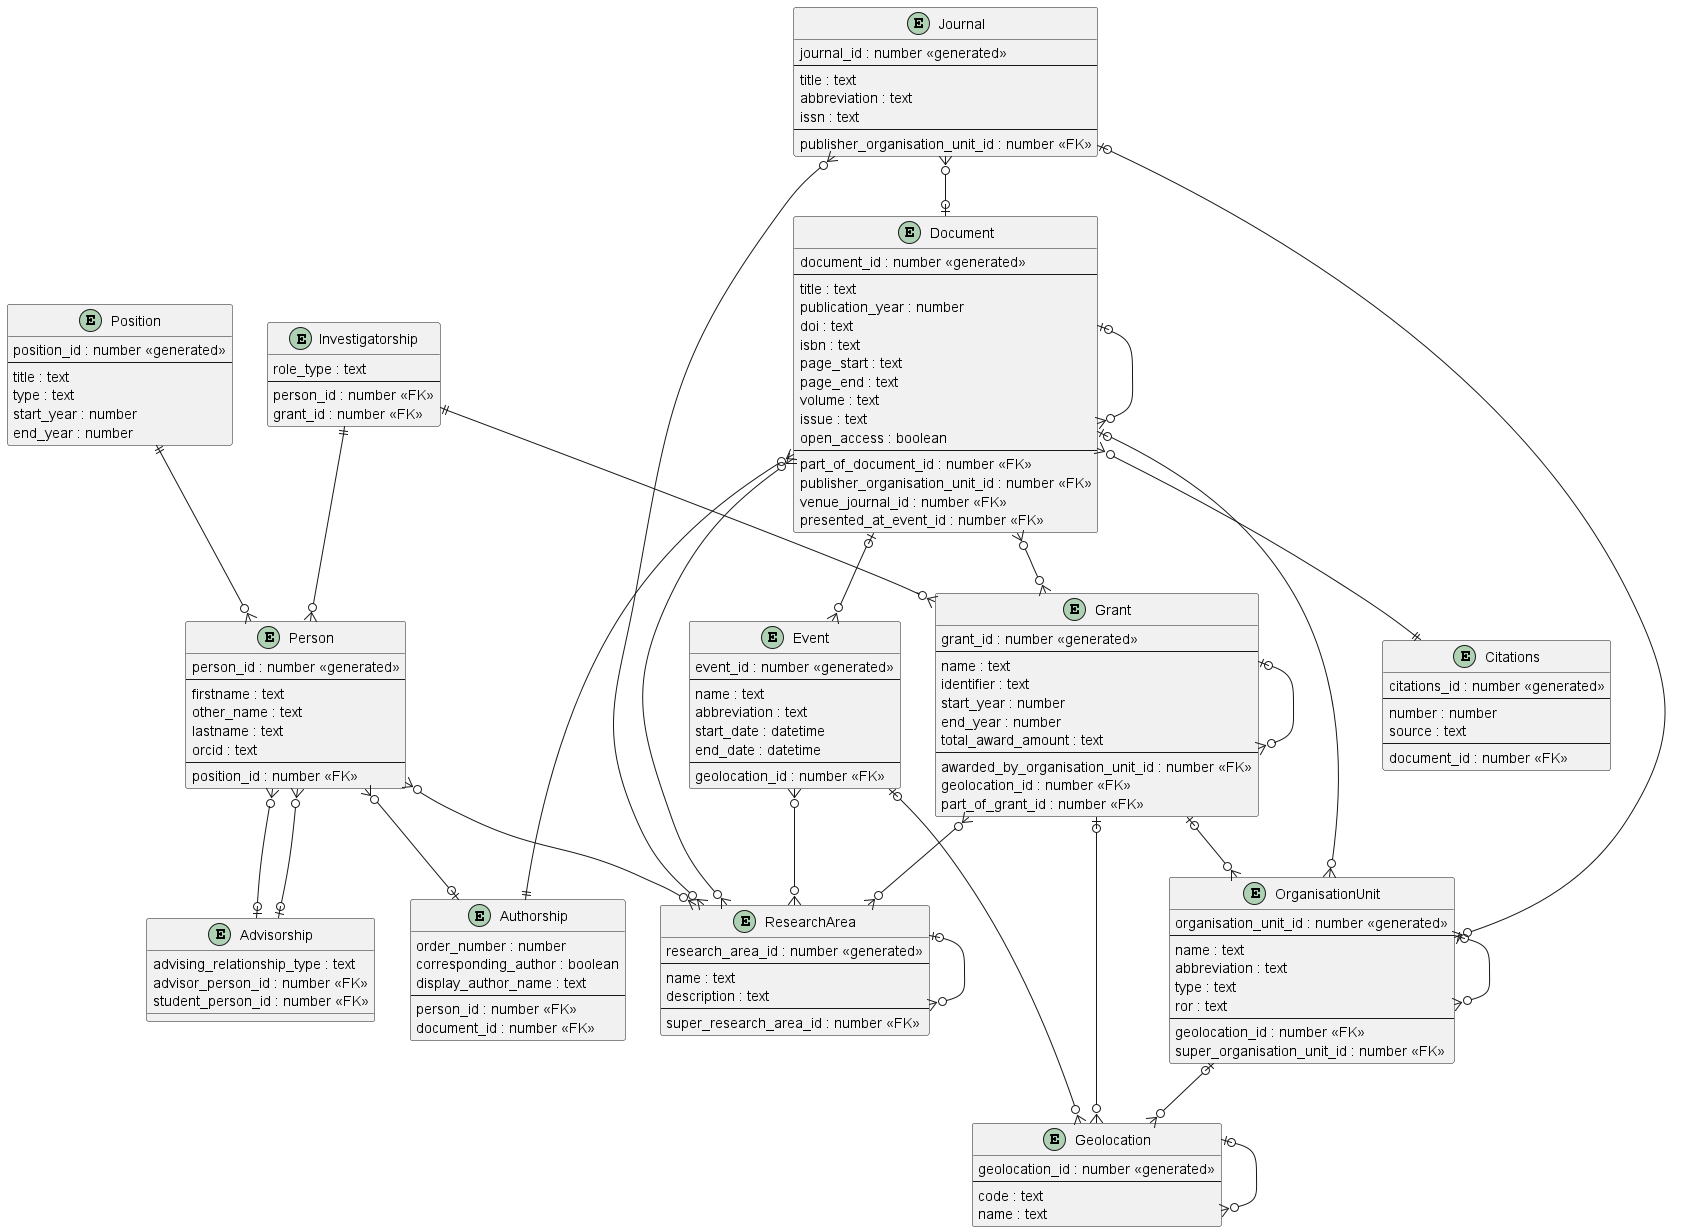 E Journal
journal_id : number «generated»
title : text
abbreviation : text
issn : text
publisher_organisation_unit_id : number «FK»
E Document
document_id : number «generated»
title : text
publication_year : number
doi : text
isbn : text
page_start : text
page_end : text
volume : text
issue : text
open_access : boolean
part_of_document_id : number «FK»
publisher_organisation_unit_id : number «FK»
venue_journal_id : number «FK»
presented_at_event_id : number «FK»
E Position
position_id : number «generated»
title : text
type : text
start_year : number
end_year : number
E Investigatorship
role_type : text
person_id : number «FK»
grant_id : number «FK»
E Person
person_id : number «generated»
firstname : text
other_name : text
lastname : text
orcid : text
position_id : number «FK»
E Event
event_id : number «generated»
name : text
abbreviation : text
start_date : datetime
end_date : datetime
geolocation_id : number «FK»
E Grant
grant_id : number «generated»
name : text
identifier : text
start_year : number
end_year : number
total_award_amount : text
awarded_by_organisation_unit_id : number «FK»
geolocation_id : number «FK»
part_of_grant_id : number «FK»
E Citations
citations_id : number «generated»
number : number
source : text
document_id : number «FK»
E Advisorship
advising_relationship_type : text
advisor_person_id : number «FK»
student_person_id : number «FK»
E Authorship
order_number : number
corresponding_author : boolean
display_author_name : text
person_id : number «FK»
document_id : number «FK»
E ResearchArea
research_area_id : number «generated»
name : text
description : text
super_research_area_id : number «FK»
E OrganisationUnit
organisation_unit_id : number «generated»
name : text
abbreviation : text
type : text
ror : text
geolocation_id : number «FK»
super_organisation_unit_id : number «FK»
E Geolocation
geolocation_id : number «generated»
code : text
name : text